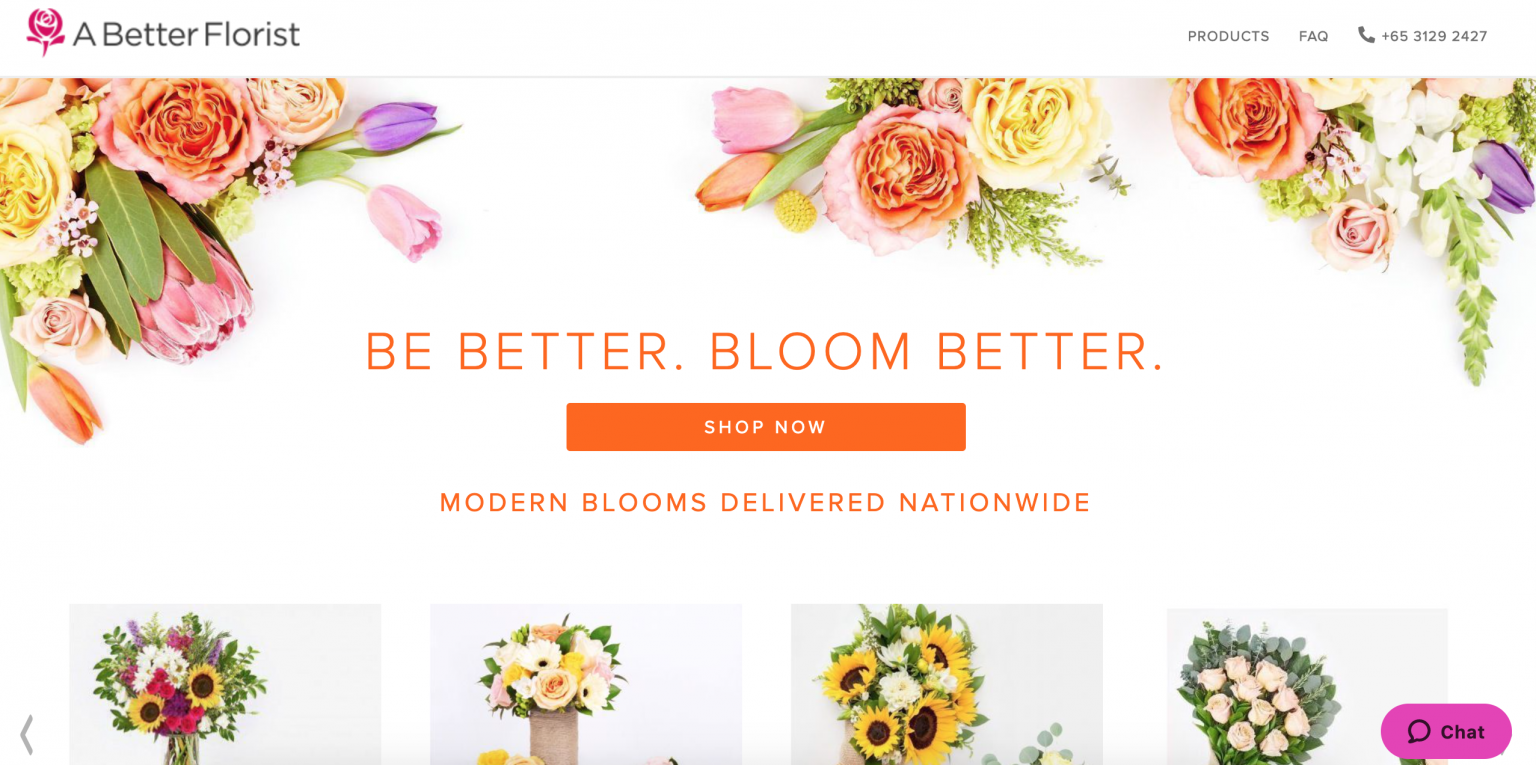 A Better Florist
PRODUCTS FAQ +65 3129 2427
BE BETTER. BLOOM BETTER.
SHOP NOW
MODERN BLOOMS DELIVERED NATIONWIDE
Chat